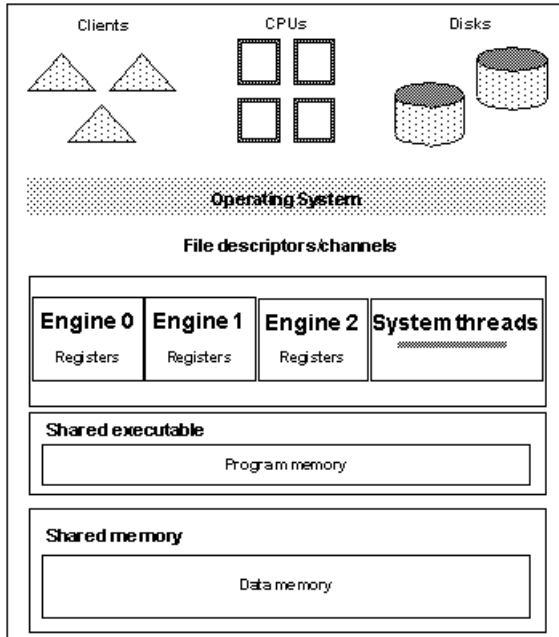 Clients CPUs Disks
Operating System
File descriptors/channels
Engine 0 Engine 1 Engine 2 System threads
Registers Registers Registers
Shared executable
Program memory
Shared memory
Data memory